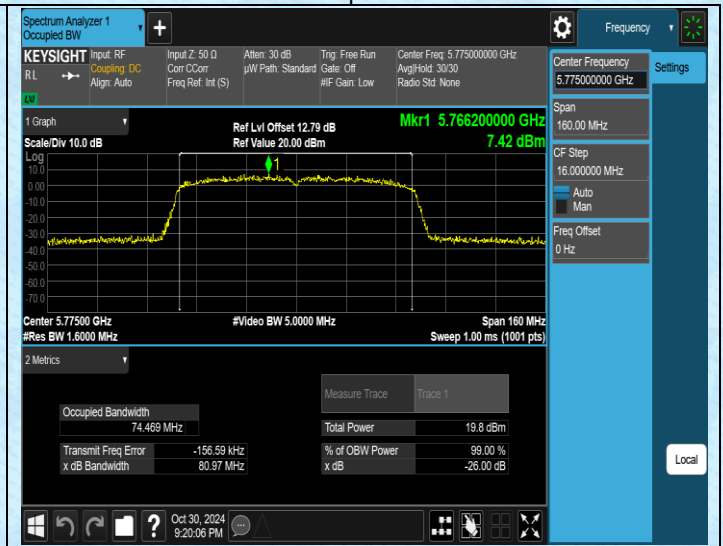 Spectrum Analyzer 1
Occupied BW
KEYSIGHT
RL
Input: RF
Coupling: DC
Align: Auto
Input Z: 50 Ω
Corr CCorr
Freq Ref: Int (S)
Atten: 30 dB
µW Path: Standard
Trig: Free Run
Gate: Off
#IF Gain: Low
Center Freq: 5.775000000 GHz
Avg|Hold: 30/30
Radio Std: None
LXI
1 Graph
Scale/Div 10.0 dB
Ref Lvl Offset 12.79 dB
Ref Value 20.00 dBm
Mkr1 5.766200000 GHz
7.42 dBm
Log
10.0
0.00
-10.0
-20.0
-30.0
-40.0
-50.0
-60.0
-70.0
1
Center 5.77500 GHz
#Res BW 1.6000 MHz
#Video BW 5.0000 MHz
Span 160 MHz
Sweep 1.00 ms (1001 pts)
2 Metrics
Measure Trace
Trace 1
Occupied Bandwidth
74.469 MHz
Total Power
19.8 dBm
Transmit Freq Error
-156.59 kHz
% of OBW Power
99.00 %
x dB Bandwidth
80.97 MHz
x dB
-26.00 dB
?
Oct 30, 2024
9:20:06 PM
Frequency
Settings
Center Frequency
5.775000000 GHz
Span
160.00 MHz
CF Step
16.000000 MHz
Auto
Man
Freq Offset
0 Hz
Local